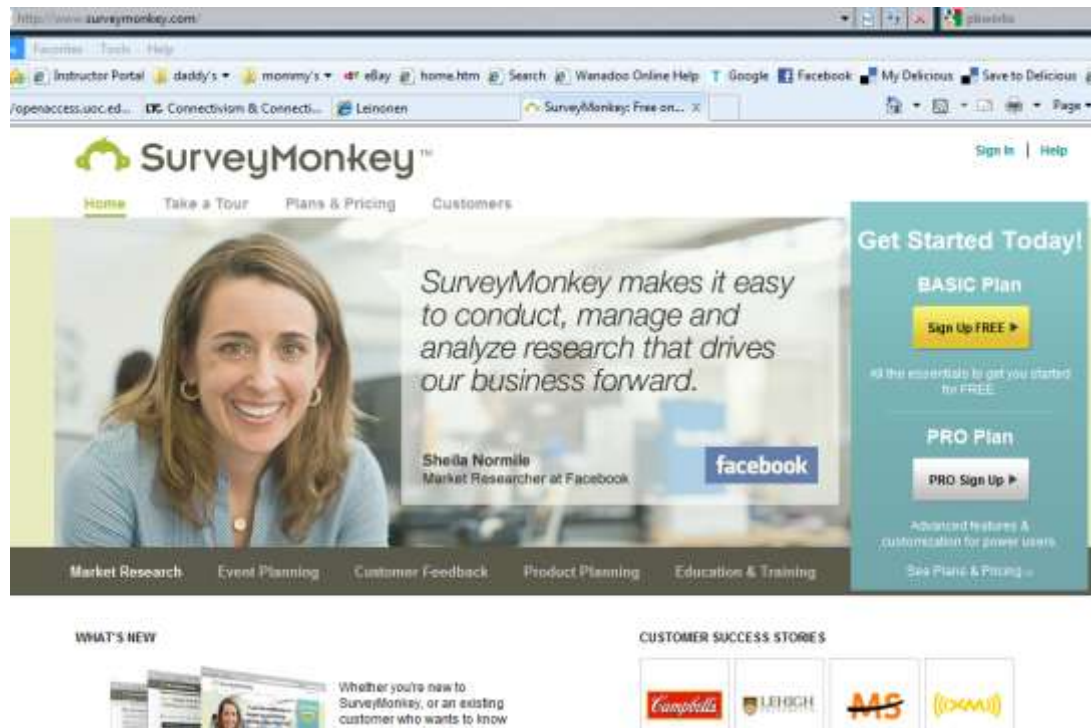 http://www.surveymonkey.com/
Favorites Tools Help
Instructor Portal daddy's mommy's eBay home.htm Search Wanadoo Online Help Google Facebook My Delicious Save to Delicious
/openaccess.uoc.ed... Connectivism & Connecti... Leinonen SurveyMonkey: Free on... Page
SurveyMonkey™
Sign In | Help
Home Take a Tour Plans & Pricing Customers
SurveyMonkey makes it easy
to conduct, manage and
analyze research that drives
our business forward.
Sheila Normile
Market Researcher at Facebook
facebook
Get Started Today!
BASIC Plan
Sign Up FREE
All the essentials to get you started
for FREE
PRO Plan
PRO Sign Up
Advanced features &
customization for power users.
See Plans & Pricing
Market Research Event Planning Customer Feedback Product Planning Education & Training
WHAT'S NEW
Whether you're new to
SurveyMonkey, or an existing
customer who wants to know
CUSTOMER SUCCESS STORIES
Campbell's LEHIGH MS XM